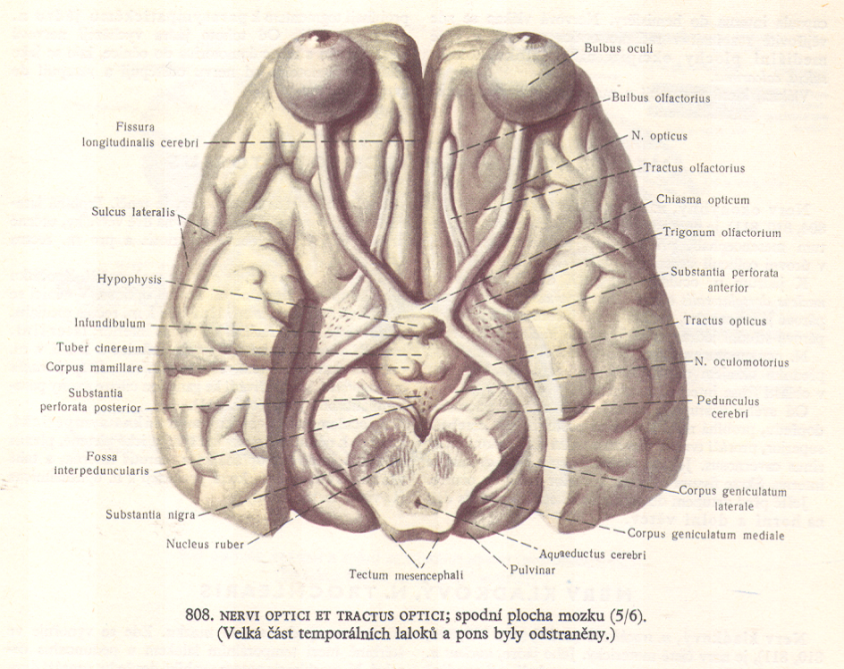 Bulbus oculi
Bulbus olfactorius
N. opticus
Tractus olfactorius
Chiasma opticum
Trigonum olfactorium
Substantia perforata
anterior
Tractus opticus
N. oculomotorius
Pedunculus
cerebri
Corpus geniculatum
laterale
Corpus geniculatum mediale
Aquaeductus cerebri
Pulvinar
Tectum mesencephali
Fissura
longitudinalis cerebri
Sulcus lateralis
Hypophysis
Infundibulum
Tuber cinereum
Corpus mamillare
Substantia
perforata posterior
Fossa
interpeduncularis
Substantia nigra
Nucleus ruber
808. NERVI OPTICI ET TRACTUS OPTICI; spodní plocha mozku (5/6).
(Velká část temporálních laloků a pons byly odstraněny.)